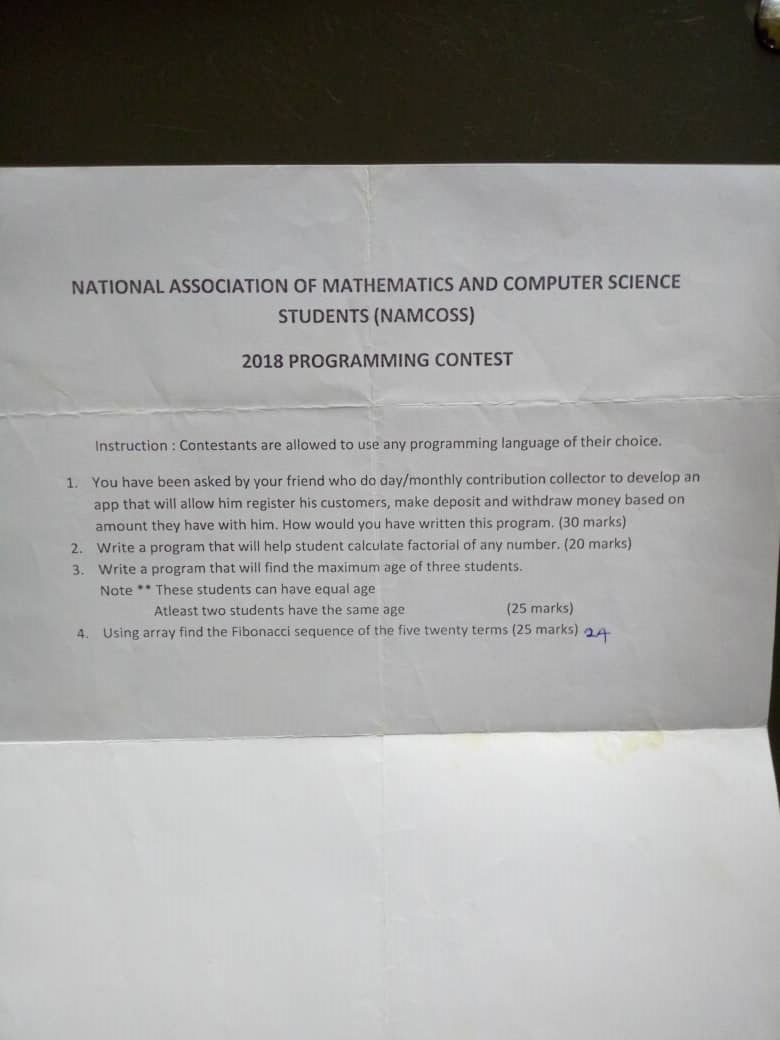 NATIONAL ASSOCIATION OF MATHEMATICS AND COMPUTER SCIENCE
STUDENTS (NAMCOSS)
2018 PROGRAMMING CONTEST
Instruction : Contestants are allowed to use any programming language of their choice.
1. You have been asked by your friend who do day/monthly contribution collector to develop an
app that will allow him register his customers, make deposit and withdraw money based on
amount they have with him. How would you have written this program. (30 marks)
2. Write a program that will help student calculate factorial of any number. (20 marks)
3. Write a program that will find the maximum age of three students.
Note ** These students can have equal age
Atleast two students have the same age (25 marks)
4. Using array find the Fibonacci sequence of the five twenty terms (25 marks) 24